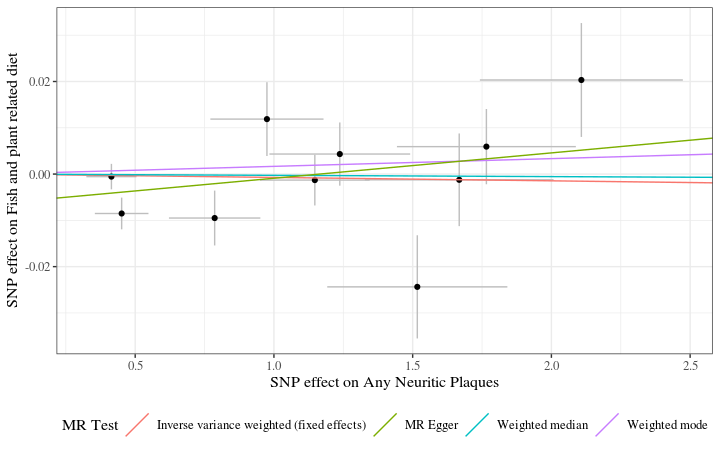 SNP effect on Fish and plant related diet
0.02
0.00
-0.02
0.5
1.0
1.5
2.0
2.5
SNP effect on Any Neuritic Plaques
MR Test
Inverse variance weighted (fixed effects)
MR Egger
Weighted median
Weighted mode